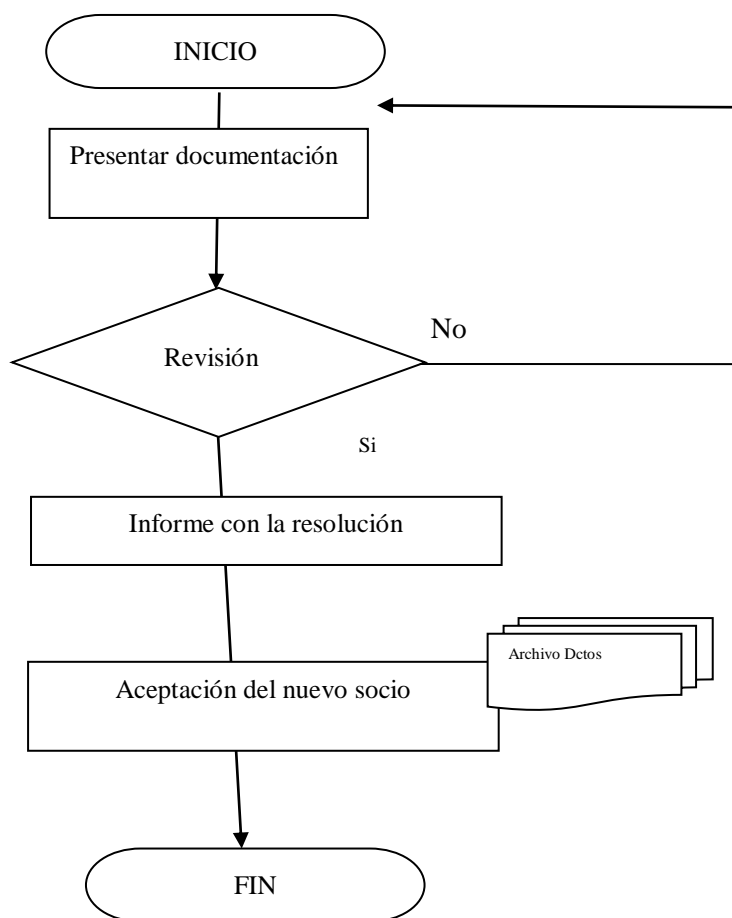 INICIO
Presentar documentación
Revisión
No
Si
Informe con la resolución
Aceptación del nuevo socio
Archivo Dctos
FIN